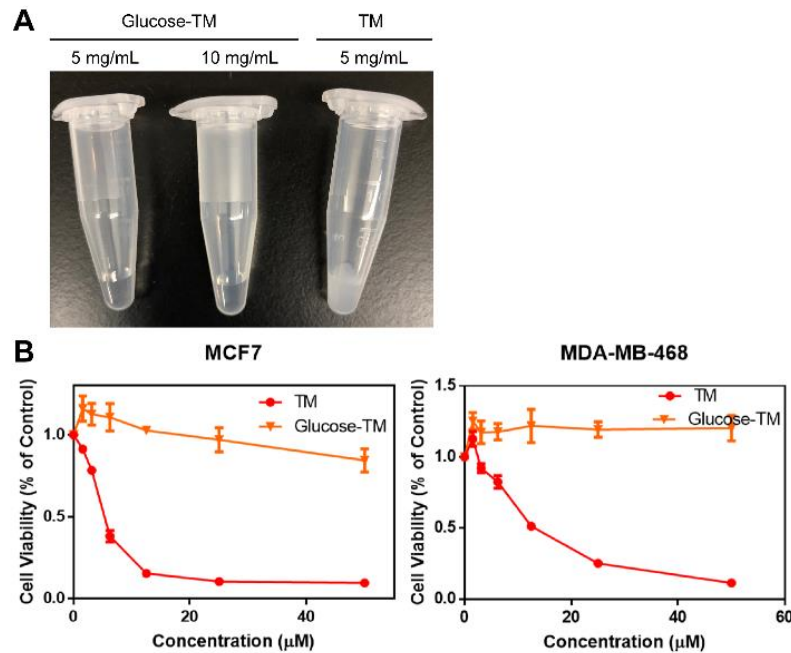 A
Glucose-TM TM
5 mg/mL 10 mg/mL 5 mg/mL
B
MCF7
Cell Viability (% of Control)
1.0
0.5
0.0
TM
Glucose-TM
0 20 40
Concentration (μM)
MDA-MB-468
Cell Viability (% of Control)
1.5
1.0
0.5
0.0
TM
Glucose-TM
0 20 40 60
Concentration (μM)